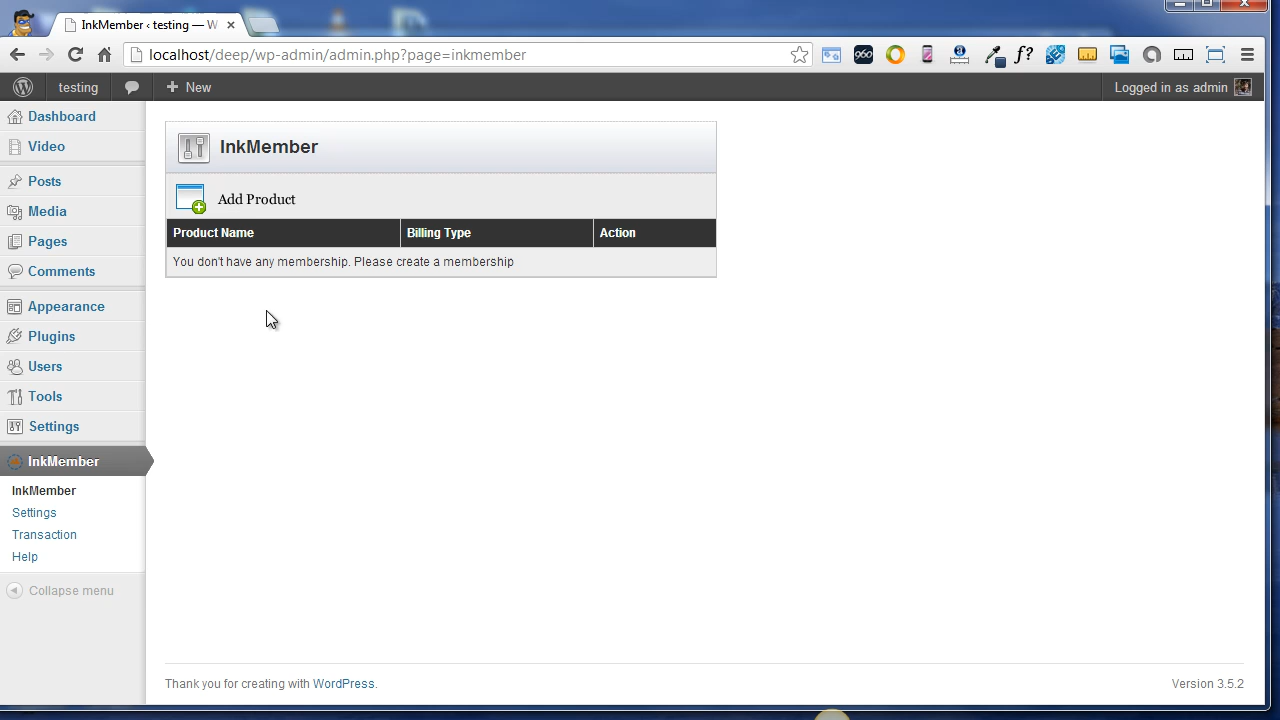 InkMember ‹ testing — W
localhost/deep/wp-admin/admin.php?page=inkmember
960
f?
testing
New
Logged in as admin
Dashboard
Video
Posts
Media
Pages
Comments
Appearance
Plugins
Users
Tools
Settings
InkMember
InkMember
Settings
Transaction
Help
Collapse menu
InkMember
Add Product
Product Name Billing Type Action
You don't have any membership. Please create a membership
Thank you for creating with WordPress.
Version 3.5.2